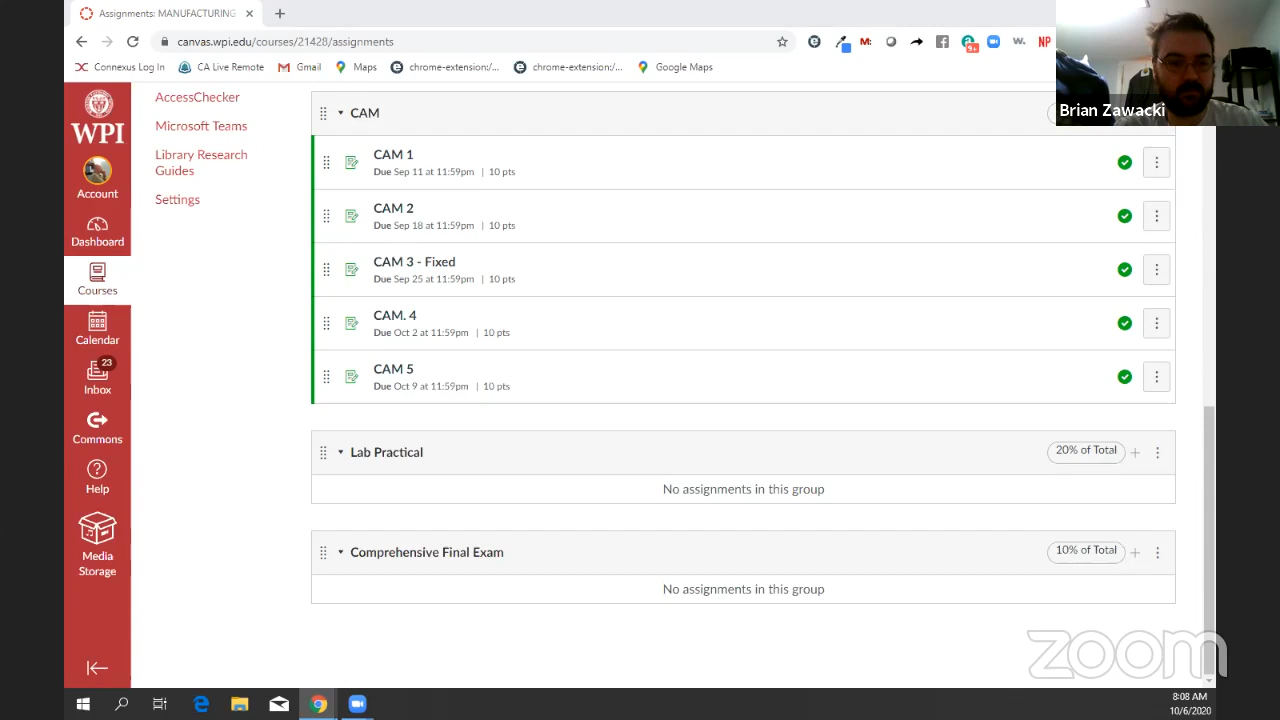 Assignments: MANUFACTURING
canvas.wpi.edu/courses/21428/assignments
9+
M:
w.
NP
Connexus Log In
CA Live Remote
Gmail
Maps
chrome-extension:/...
chrome-extension:/...
Google Maps
Brian Zawacki
WPI
Account
Dashboard
Courses
Calendar
23
Inbox
Commons
Help
Media
Storage
AccessChecker
Microsoft Teams
Library Research
Guides
Settings
CAM
CAM 1
Due Sep 11 at 11:59pm | 10 pts
CAM 2
Due Sep 18 at 11:59pm | 10 pts
CAM 3 - Fixed
Due Sep 25 at 11:59pm | 10 pts
CAM. 4
Due Oct 2 at 11:59pm | 10 pts
CAM 5
Due Oct 9 at 11:59pm | 10 pts
Lab Practical
20% of Total
No assignments in this group
Comprehensive Final Exam
10% of Total
No assignments in this group
zoom
8:08 AM
10/6/2020